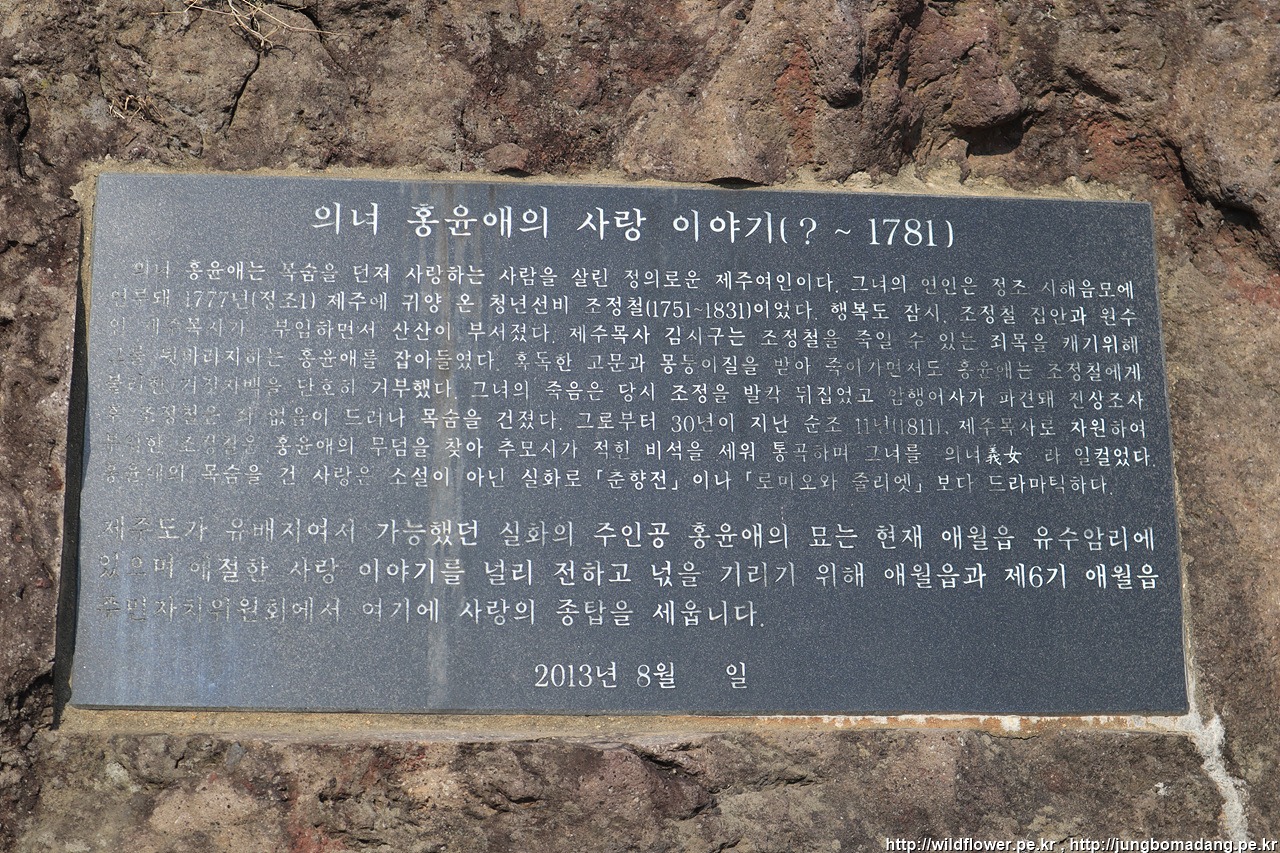 의녀 홍윤애의 사랑 이야기( ? ~ 1781)
의녀 홍윤애는 목숨을 던져 사랑하는 사람을 살린 정의로운 제주여인이다. 그녀의 연인은 정조 시해음모에
연루돼 1777년(정조1) 제주에 귀양 온 청년선비 조정철(1751~1831)이었다. 행복도 잠시, 조정철 집안과 원수
인 제주목사가 부임하면서 산산이 부서졌다. 제주목사 김시구는 조정철을 죽일 수 있는 죄목을 캐기위해
그를 뒷바라지하는 홍윤애를 잡아들였다. 혹독한 고문과 몽둥이질을 받아 죽어가면서도 홍윤애는 조정철에게
불리한 거짓자백을 단호히 거부했다. 그녀의 죽음은 당시 조정을 발칵 뒤집었고 암행어사가 파견돼 진상조사
후 조정철은 죄 없음이 드러나 목숨을 건졌다. 그로부터 30년이 지난 순조 11년(1811), 제주목사로 자원하여
부임한 조정철은 홍윤애의 무덤을 찾아 추모시가 적힌 비석을 세워 통곡하며 그녀를 의녀義女 라 일컬었다.
홍윤애의 목숨을 건 사랑은 소설이 아닌 실화로 「춘향전」이나 「로미오와 줄리엣」보다 드라마틱하다.
제주도가 유배지여서 가능했던 실화의 주인공 홍윤애의 묘는 현재 애월읍 유수암리에
있으며 애절한 사랑 이야기를 널리 전하고 넋을 기리기 위해 애월읍과 제6기 애월읍
주민자치위원회에서 여기에 사랑의 종탑을 세웁니다.
2013년 8월 일
http://wildflower.pe.kr , http://jungbomadang.pe.kr